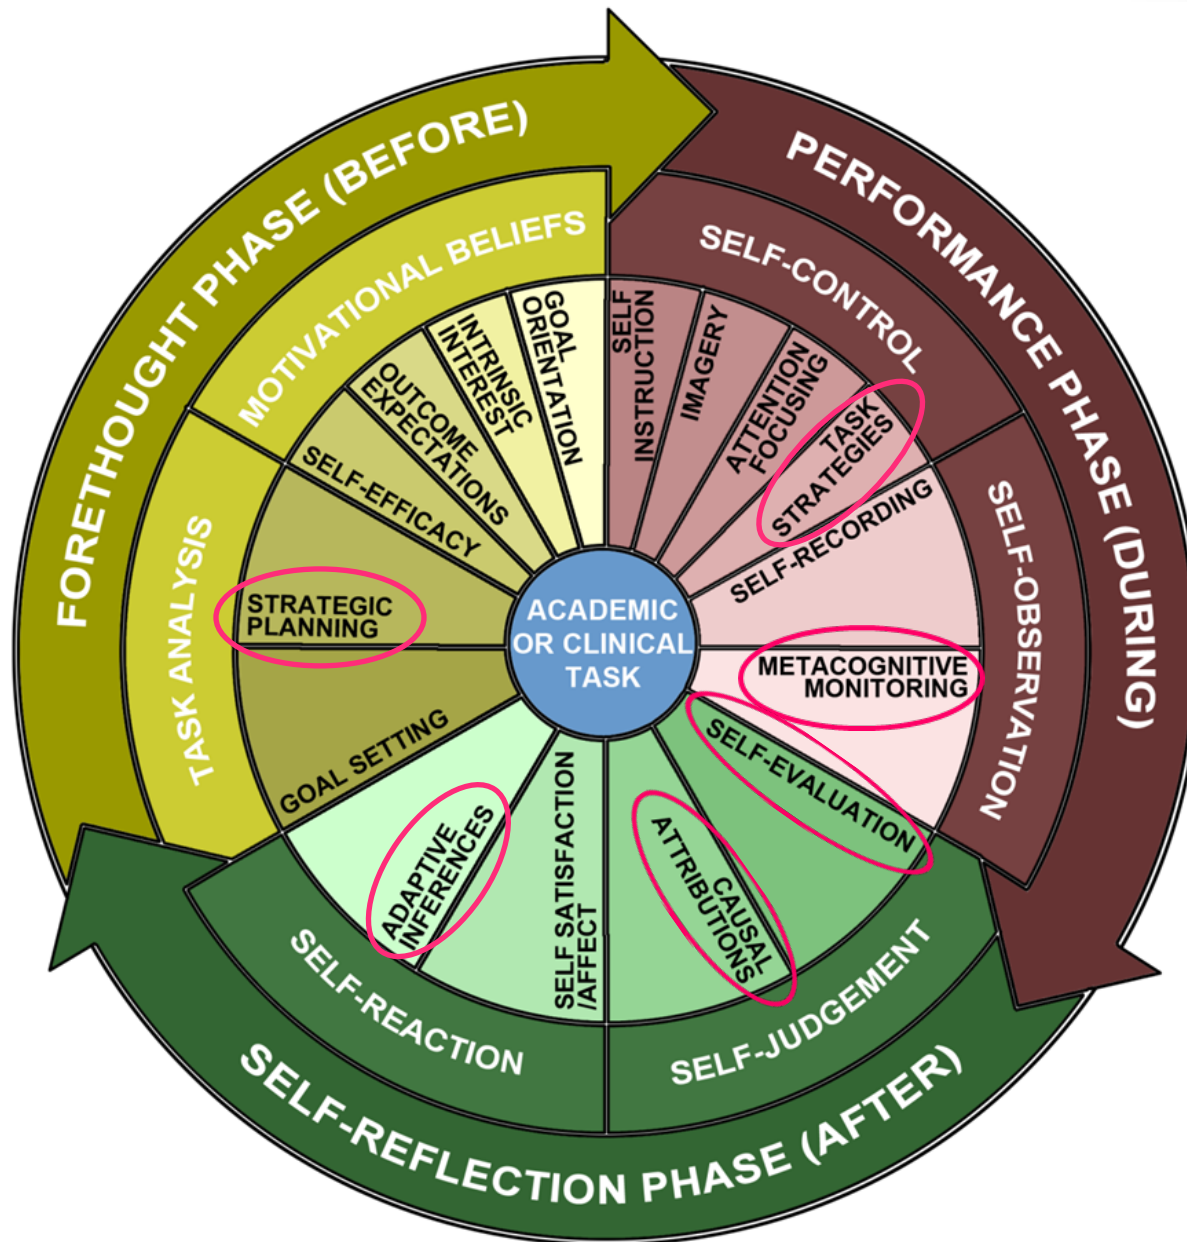 FORETHOUGHT PHASE (BEFORE)
PERFORMANCE PHASE (DURING)
SELF-REFLECTION PHASE (AFTER)
MOTIVATIONAL BELIEFS
TASK ANALYSIS
SELF-CONTROL
SELF-OBSERVATION
SELF-JUDGEMENT
SELF-REACTION
GOAL
ORIENTATION
INTRINSIC
INTEREST
OUTCOME
EXPECTATIONS
SELF-EFFICACY
STRATEGIC
PLANNING
GOAL SETTING
SELF
INSTRUCTION
IMAGERY
ATTENTION
FOCUSING
TASK
STRATEGIES
SELF-RECORDING
METACOGNITIVE
MONITORING
SELF-EVALUATION
CAUSAL
ATTRIBUTIONS
SELF SATISFACTION
/AFFECT
ADAPTIVE
INFERENCES
ACADEMIC
OR CLINICAL
TASK